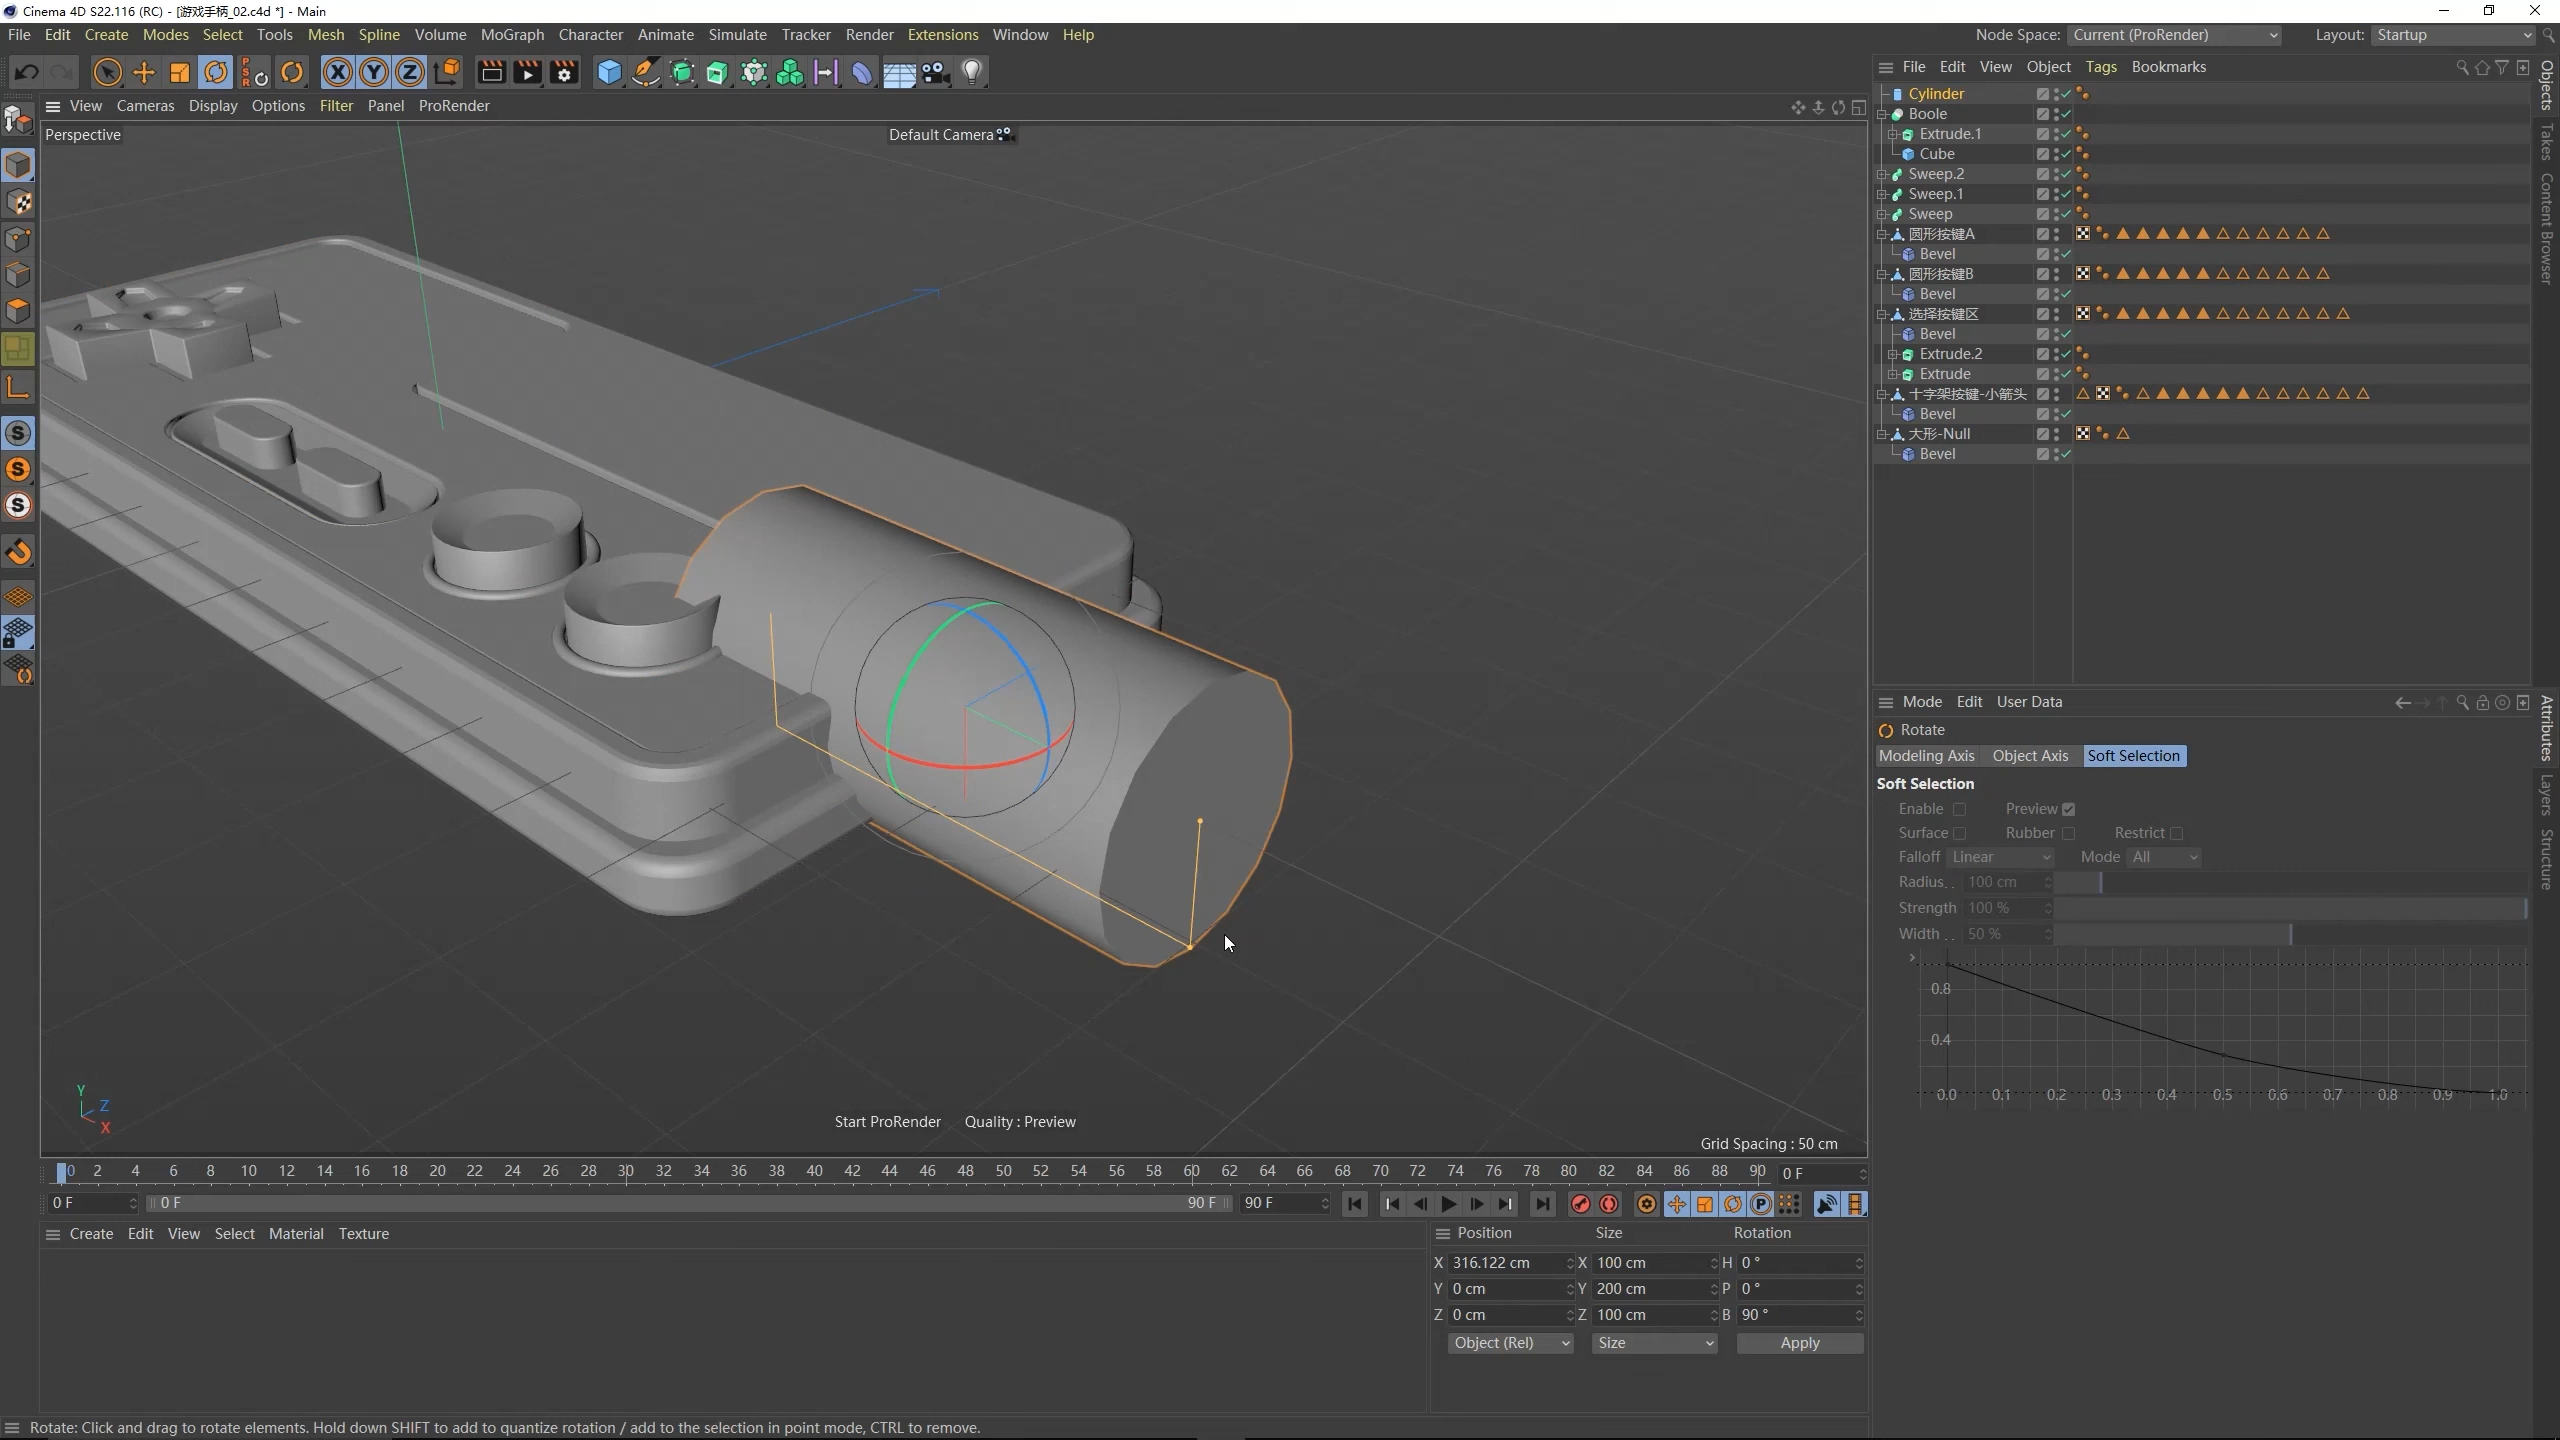 Cinema 4D S22.116 (RC) - [游戏手柄_02.c4d *] - Main
File Edit Create Modes Select Tools Mesh Spline Volume MoGraph Character Animate Simulate Tracker Render Extensions Window Help
Node Space: Current (ProRender) Layout: Startup
View Cameras Display Options Filter Panel ProRender
Perspective
Default Camera
File Edit View Object Tags Bookmarks
Cylinder
Boole
Extrude.1
Cube
Sweep.2
Sweep.1
Sweep
圆形按键A
Bevel
圆形按键B
Bevel
选择按键区
Bevel
Extrude.2
Extrude
十字架按键-小箭头
Bevel
大形-Null
Bevel
Objects
Takes
Content Browser
Mode Edit User Data
Rotate
Modeling Axis Object Axis Soft Selection
Soft Selection
Enable Preview
Surface Rubber Restrict
Falloff Linear Mode All
Radius. . 100 cm
Strength 100 %
Width . . 50 %
0.8
0.4
0.0 0.1 0.2 0.3 0.4 0.5 0.6 0.7 0.8 0.9 1.0
Attributes
Layers
Structure
Y
Z
X
Start ProRender Quality : Preview
Grid Spacing : 50 cm
0 2 4 6 8 10 12 14 16 18 20 22 24 26 28 30 32 34 36 38 40 42 44 46 48 50 52 54 56 58 60 62 64 66 68 70 72 74 76 78 80 82 84 86 88 90 0 F
0 F 0 F 90 F 90 F
Create Edit View Select Material Texture
Position Size Rotation
X 316.122 cm X 100 cm H 0 °
Y 0 cm Y 200 cm P 0 °
Z 0 cm Z 100 cm B 90 °
Object (Rel) Size Apply
Rotate: Click and drag to rotate elements. Hold down SHIFT to add to quantize rotation / add to the selection in point mode, CTRL to remove.